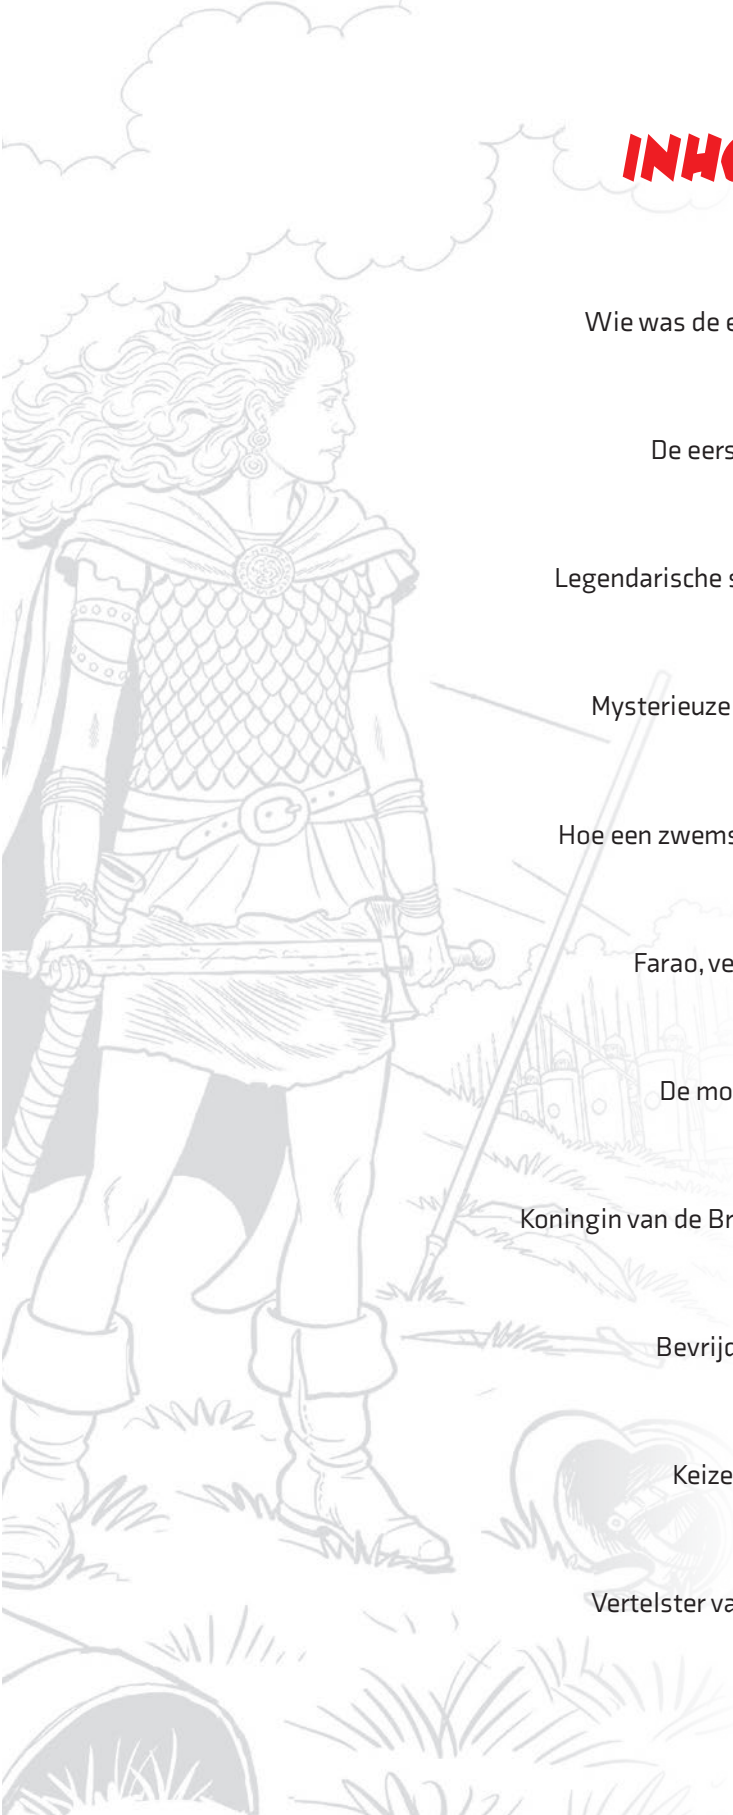 INHO
Wie was de e
De eers
Legendarische s
Mysterieuze
Hoe een zwems
Farao, ve
De mo
Koningin van de Br
Bevrijd
Keize
Vertelster va